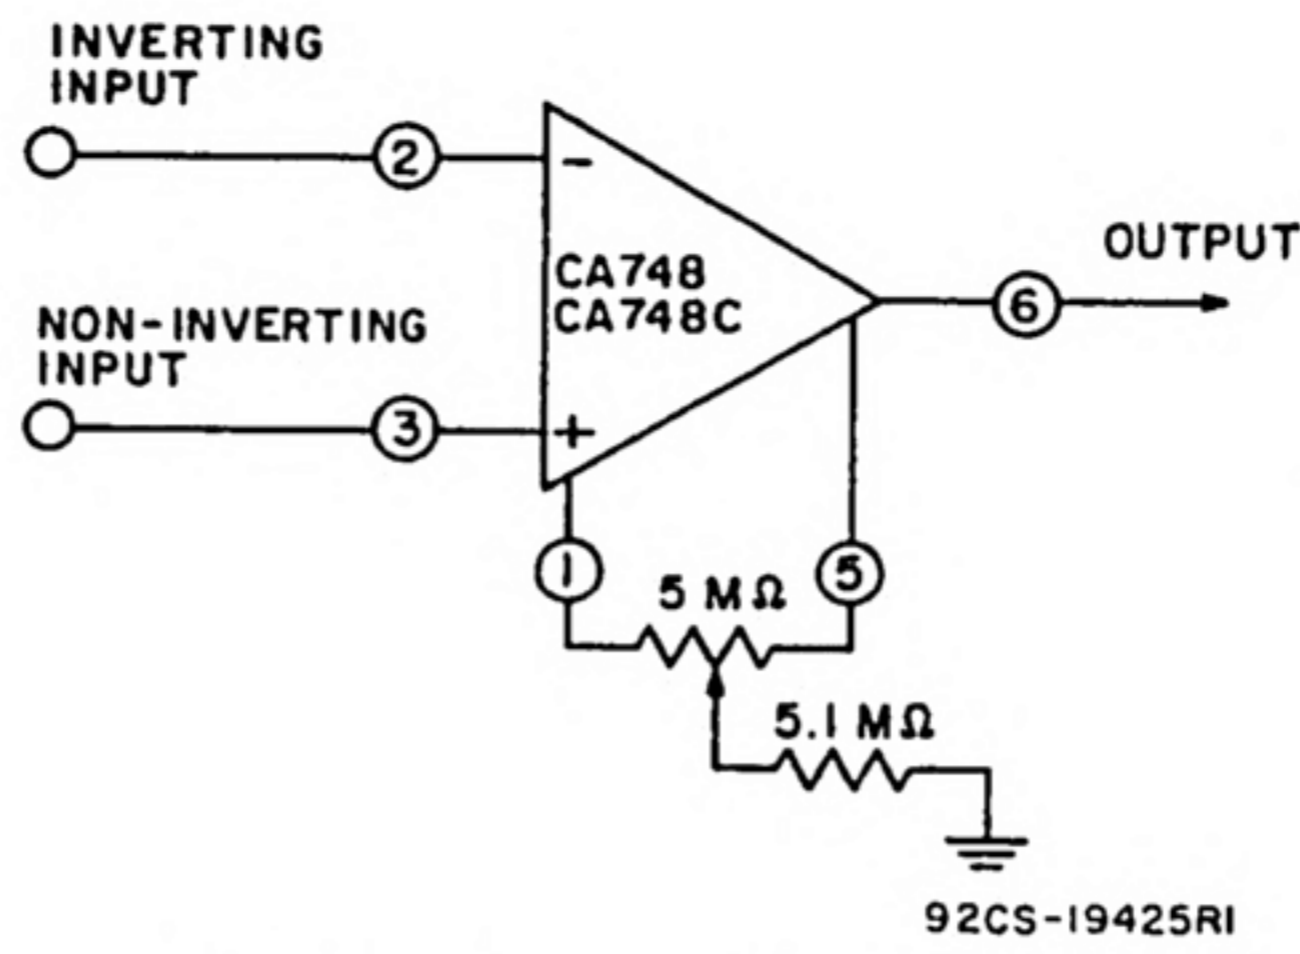 INVERTING
INPUT
2
-
CA748
CA748C
OUTPUT
6
NON-INVERTING
INPUT
3
+
1
5 MΩ
5
5.1 MΩ
92CS-19425R1